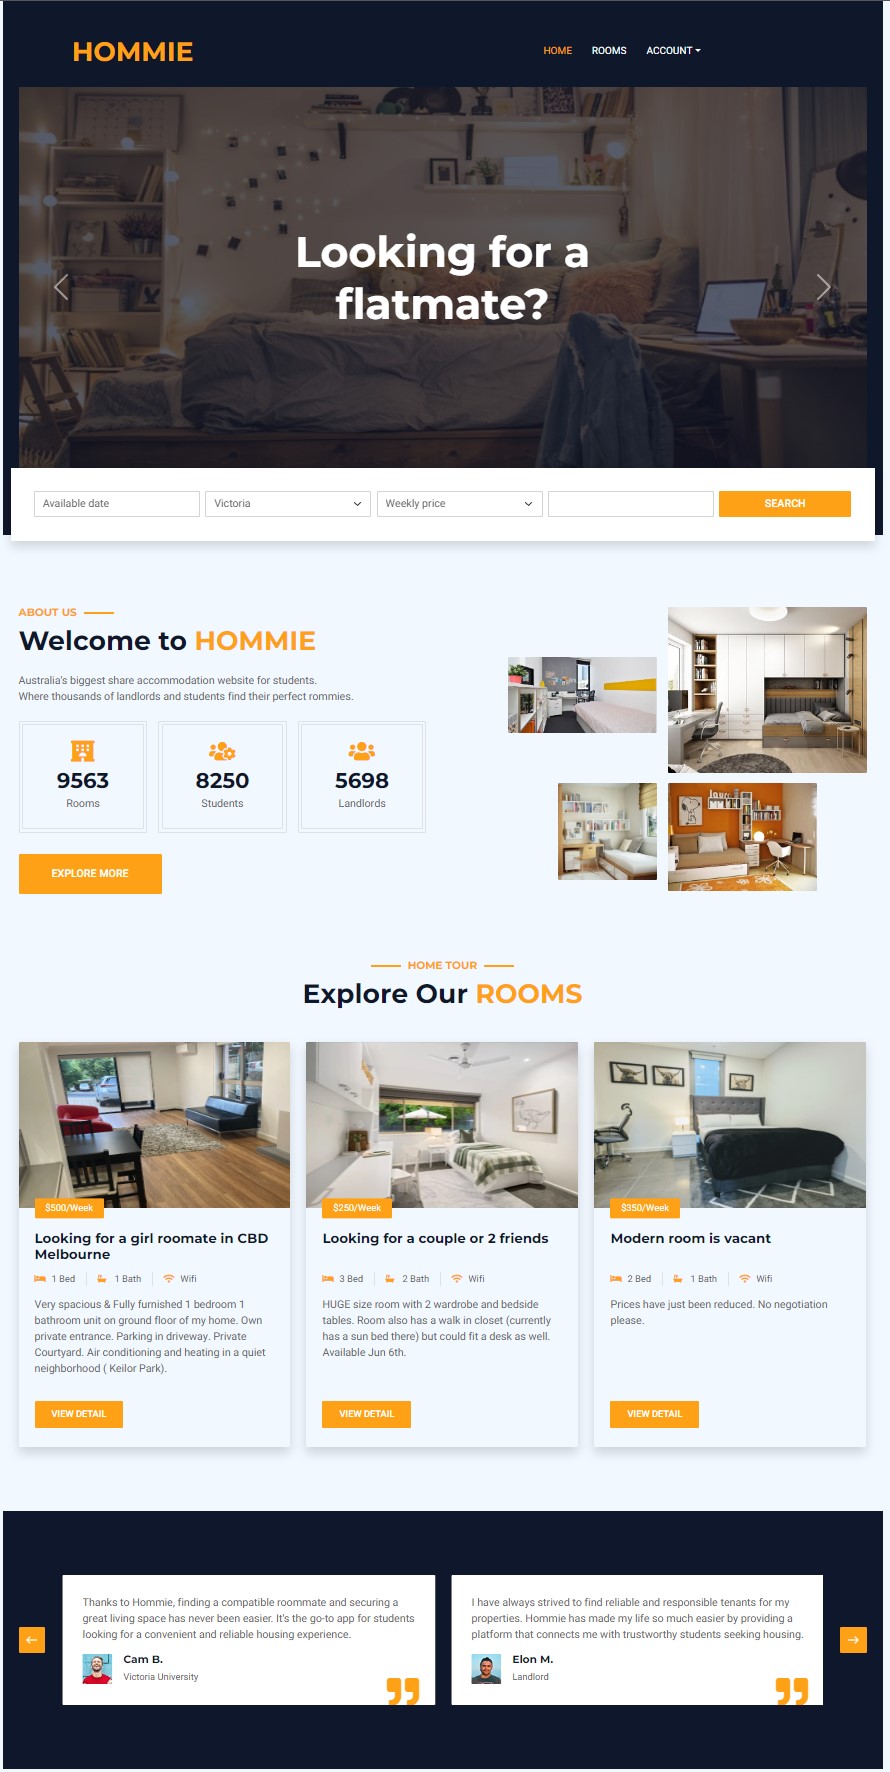 HOMMIE
HOME ROOMS ACCOUNT
Looking for a
flatmate?
Available date Victoria Weekly price SEARCH
ABOUT US
Welcome to HOMMIE
Australia's biggest share accommodation website for students.
Where thousands of landlords and students find their perfect rommies.
9563
Rooms
8250
Students
5698
Landlords
EXPLORE MORE
HOME TOUR
Explore Our ROOMS
$500/Week
Looking for a girl roomate in CBD
Melbourne
1 Bed 1 Bath Wifi
Very spacious & Fully furnished 1 bedroom 1
bathroom unit on ground floor of my home. Own
private entrance. Parking in driveway. Private
Courtyard. Air conditioning and heating in a quiet
neighborhood ( Keilor Park).
VIEW DETAIL
$250/Week
Looking for a couple or 2 friends
3 Bed 2 Bath Wifi
HUGE size room with 2 wardrobe and bedside
tables. Room also has a walk in closet (currently
has a sun bed there) but could fit a desk as well.
Available Jun 6th.
VIEW DETAIL
$350/Week
Modern room is vacant
2 Bed 1 Bath Wifi
Prices have just been reduced. No negotiation
please.
VIEW DETAIL
Thanks to Hommie, finding a compatible roommate and securing a
great living space has never been easier. It's the go-to app for students
looking for a convenient and reliable housing experience.
Cam B.
Victoria University
I have always strived to find reliable and responsible tenants for my
properties. Hommie has made my life so much easier by providing a
platform that connects me with trustworthy students seeking housing.
Elon M.
Landlord